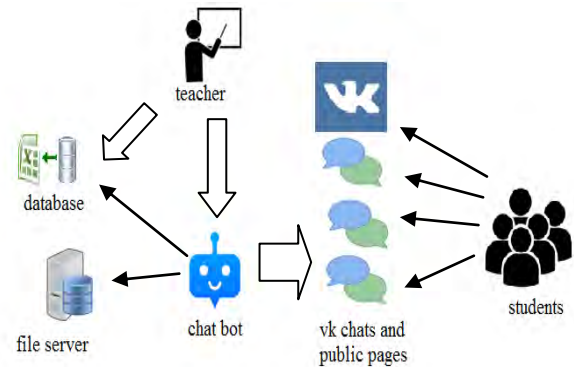 teacher
database
file server
chat bot
vk chats and
public pages
students